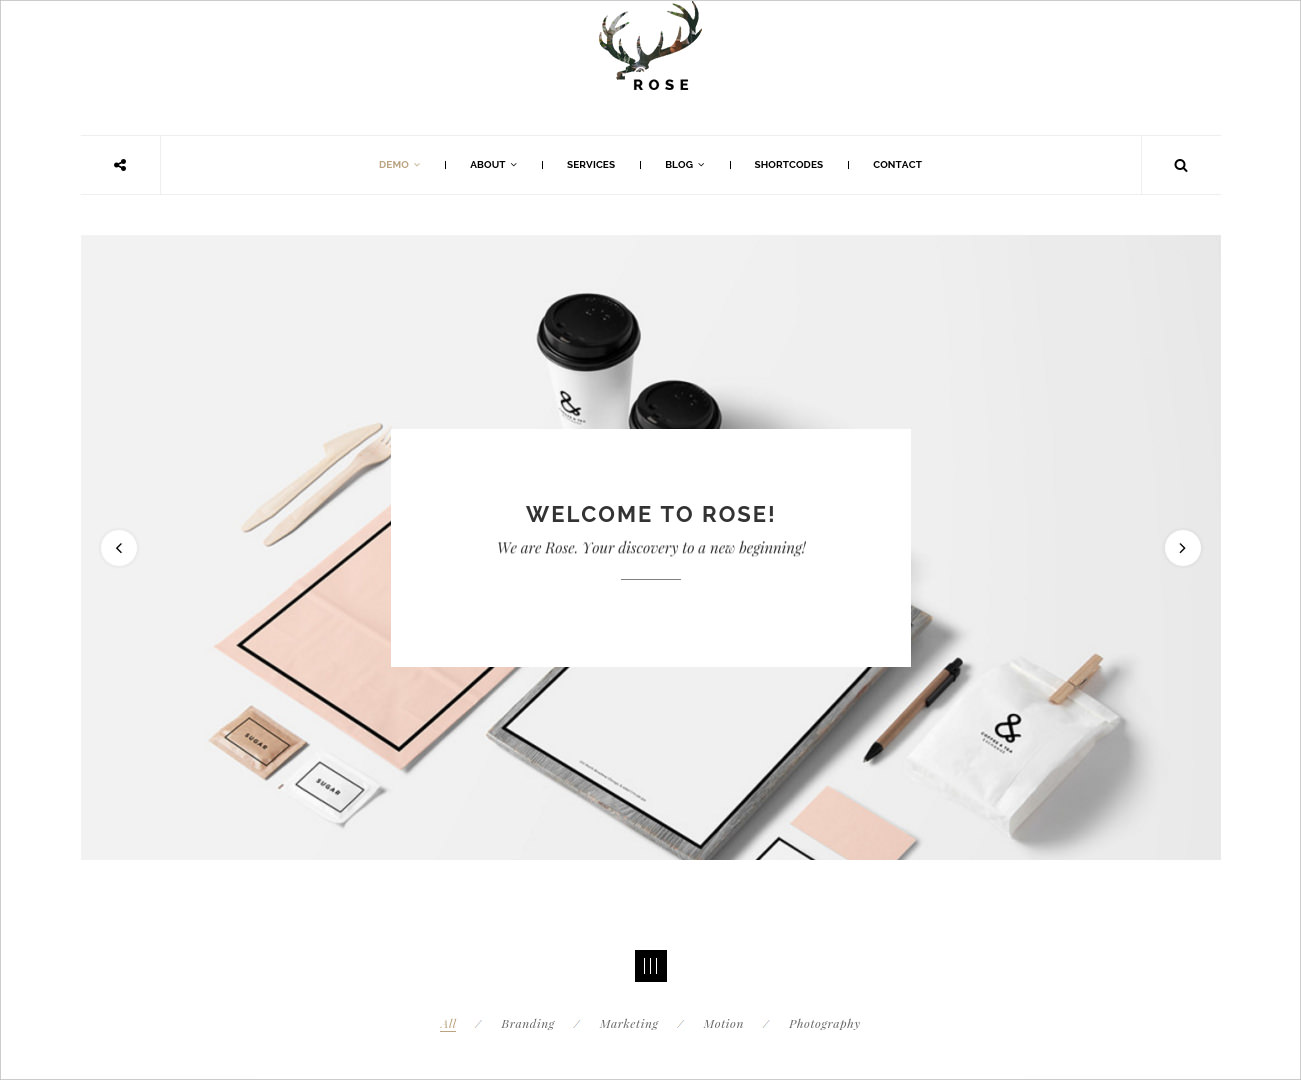 ROSE
DEMO ABOUT SERVICES BLOG SHORTCODES CONTACT
&
WELCOME TO ROSE!
We are Rose. Your discovery to a new beginning!
&
COFFEE & TEA
SUGAR
SUGAR
All / Branding / Marketing / Motion / Photography